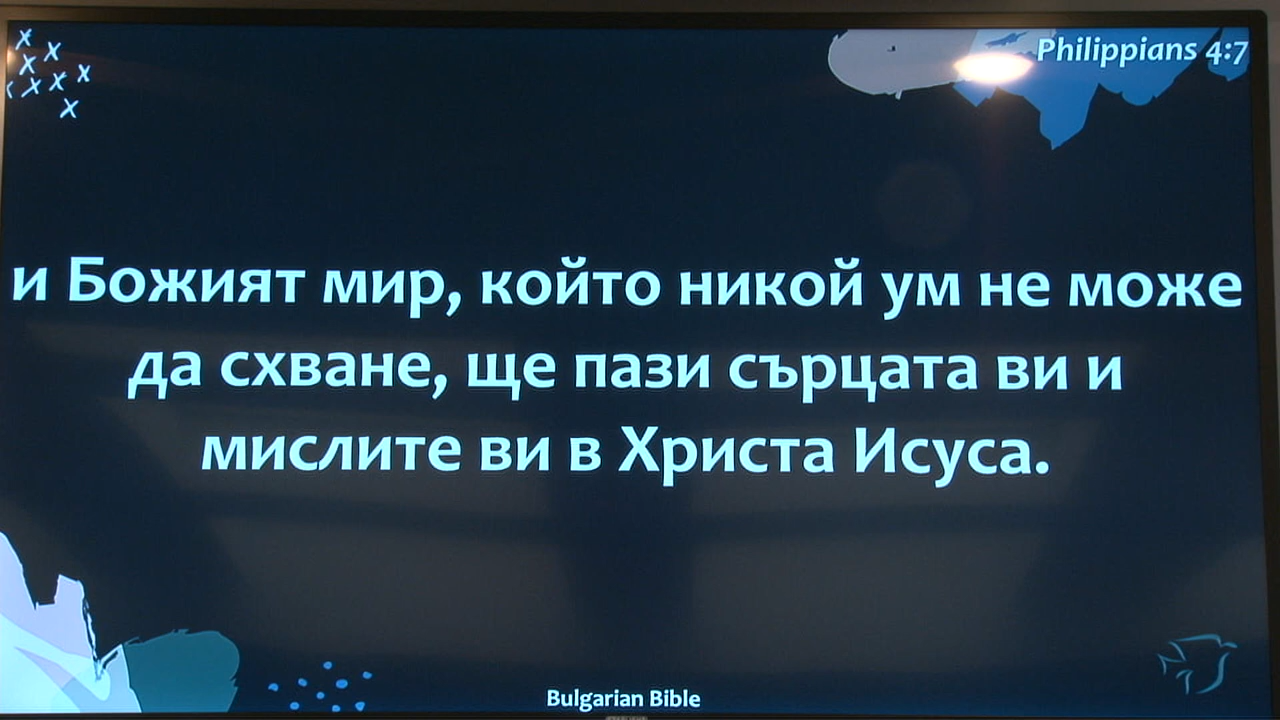 Philippians 4:7
и Божият мир, който никой ум не може
да схване, ще пази сърцата ви и
мислите ви в Христа Исуса.
Bulgarian Bible